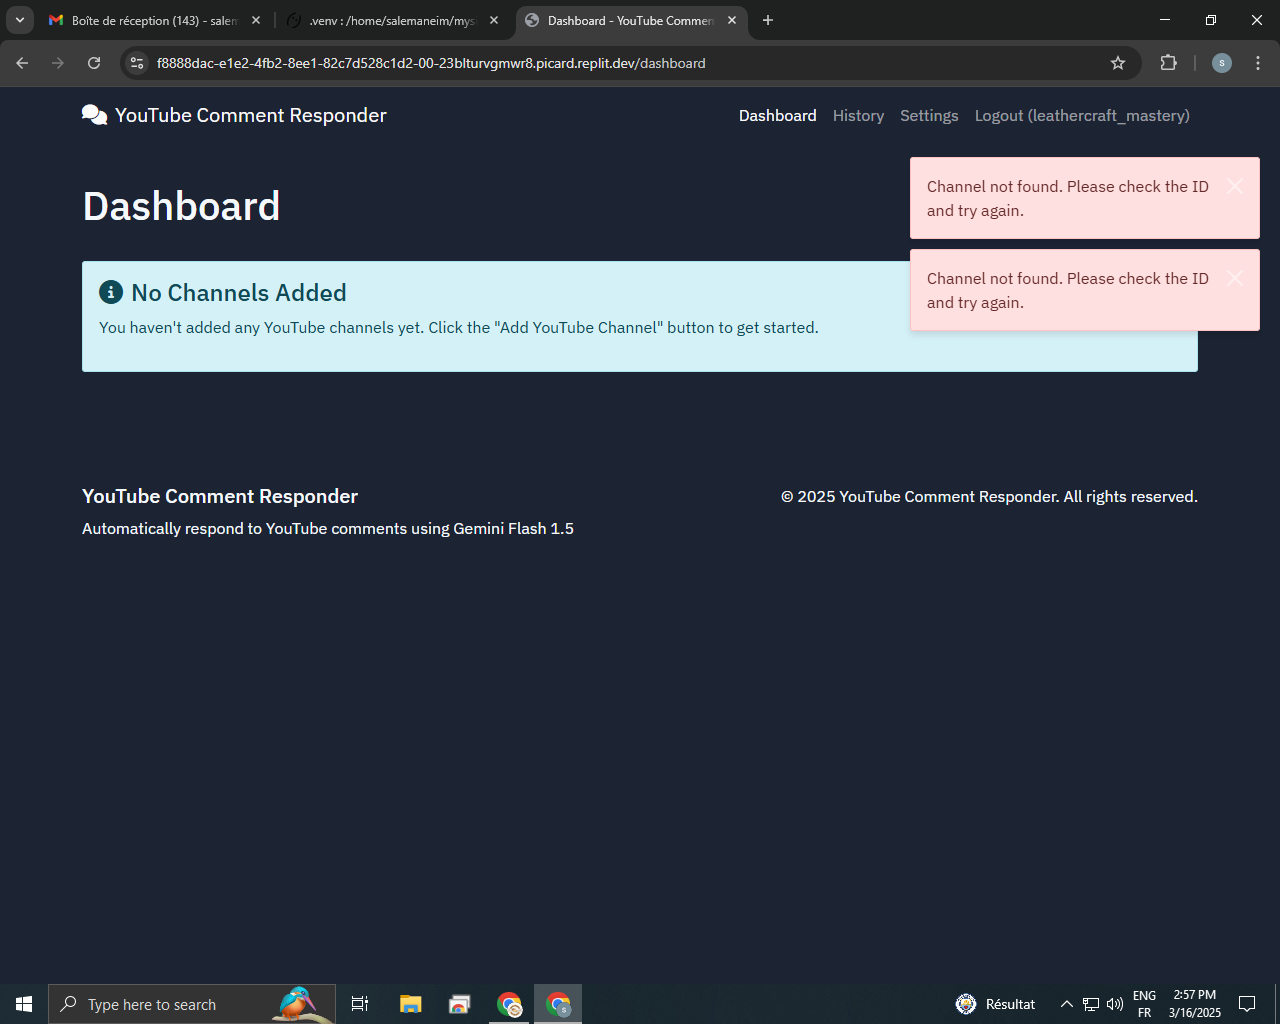 Boîte de réception (143) - salem
.venv : /home/salemaneim/mys
Dashboard - YouTube Commen
f8888dac-e1e2-4fb2-8ee1-82c7d528c1d2-00-23blturvgmwr8.picard.replit.dev/dashboard
s
YouTube Comment Responder
Dashboard
History
Settings
Logout (leathercraft_mastery)
Channel not found. Please check the ID
and try again.
Dashboard
Channel not found. Please check the ID
and try again.
No Channels Added
You haven't added any YouTube channels yet. Click the "Add YouTube Channel" button to get started.
YouTube Comment Responder
© 2025 YouTube Comment Responder. All rights reserved.
Automatically respond to YouTube comments using Gemini Flash 1.5
Type here to search
s
Résultat
ENG
FR
2:57 PM
3/16/2025